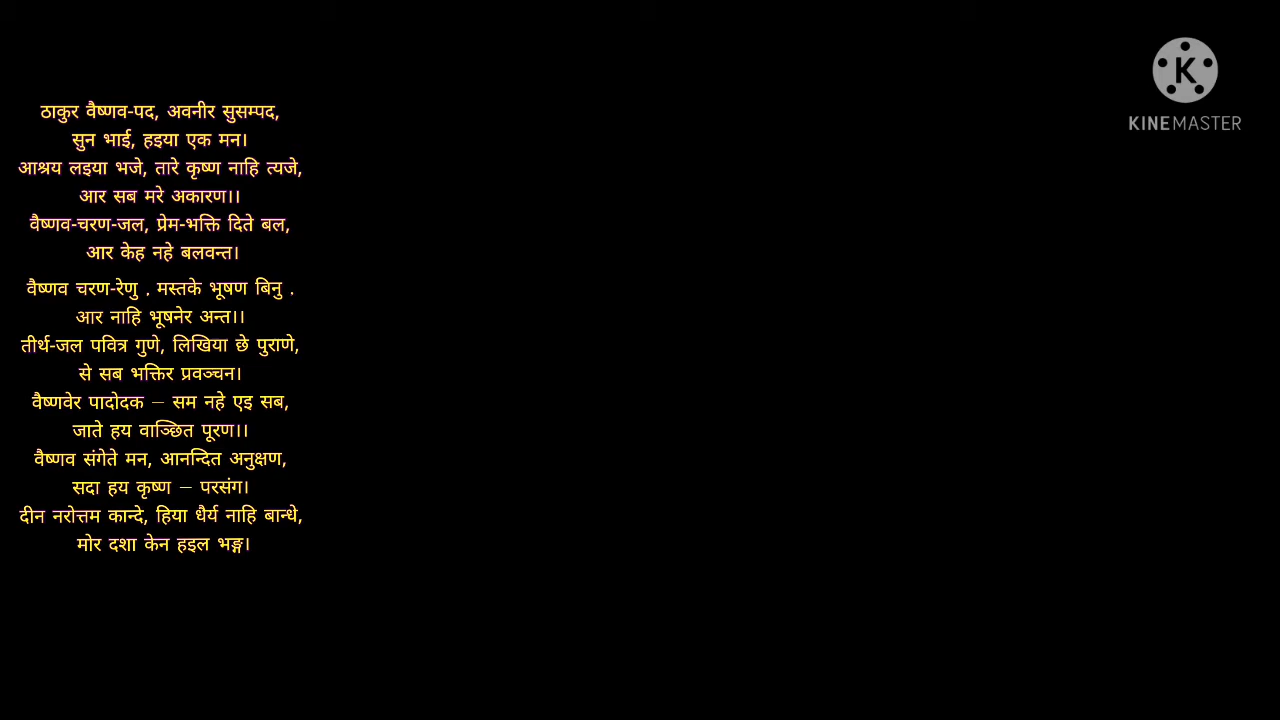 ठाकुर वैष्णव-पद, अवनीर सुसम्पद,
सुन भाई, हइया एक मन।
आश्रय लइया भजे, तारे कृष्ण नाहि त्यजे,
आर सब मरे अकारण।।
वैष्णव-चरण-जल, प्रेम-भक्ति दिते बल,
आर केह नहे बलवन्त।
वैष्णव चरण-रेणु . मस्तके भूषण बिनु .
आर नाहि भूषनेर अन्त।।
तीर्थ-जल पवित्र गुणे, लिखिया छे पुराणे,
से सब भक्तिर प्रवञ्चन।
वैष्णवेर पादोदक – सम नहे एइ सब,
जाते हय वाञ्छित पूरण।।
वैष्णव संगेते मन, आनन्दित अनुक्षण,
सदा हय कृष्ण – परसंग।
दीन नरोत्तम कान्दे, हिया धैर्य नाहि बान्धे,
मोर दशा केन हइल भङ्ग।
K
KINEMASTER